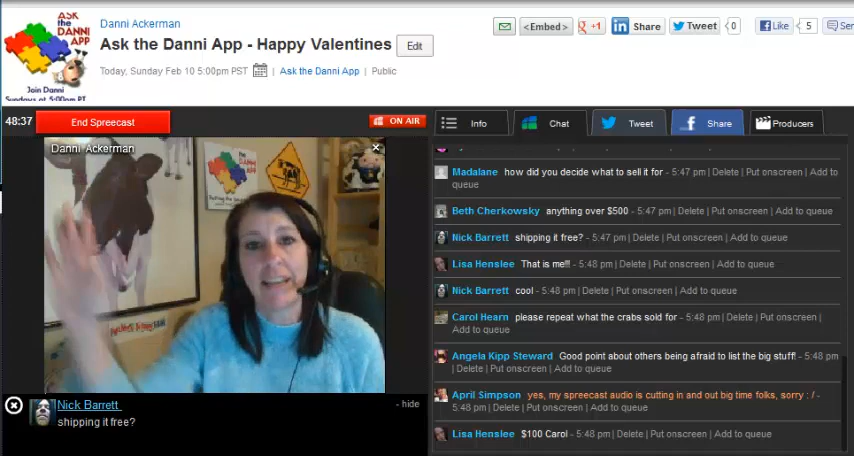 ASK
the
DANNI
APP
Join Danni
Sundays at 5:00pm PT
Danni Ackerman
Ask the Danni App - Happy Valentines
Edit
Today, Sunday Feb 10 5:00pm PST | Ask the Danni App | Public
<Embed>
g +1
in Share
Tweet
0
Like
5
Sen
48:37
End Spreecast
ON AIR
Info
Chat
Tweet
Share
Producers
Danni Ackerman
the
DANNI
APP
Madalane how did you decide what to sell it for - 5:47 pm | Delete | Put onscreen | Add to
queue
Beth Cherkowsky anything over $500 - 5:47 pm | Delete | Put onscreen | Add to queue
Nick Barrett shipping it free? - 5:47 pm | Delete | Put onscreen | Add to queue
Lisa Henslee That is me!!! - 5:48 pm | Delete | Put onscreen | Add to queue
Nick Barrett cool - 5:48 pm | Delete | Put onscreen | Add to queue
Carol Hearn please repeat what the crabs sold for - 5:48 pm | Delete | Put onscreen |
Add to queue
Angela Kipp Steward Good point about others being afraid to list the big stuff! - 5:48 pm
| Delete | Put onscreen | Add to queue
April Simpson yes, my spreecast audio is cutting in and out big time folks, sorry : / -
5:48 pm | Delete | Put onscreen | Add to queue
Lisa Henslee $100 Carol - 5:48 pm | Delete | Put onscreen | Add to queue
Nick Barrett
- hide
shipping it free?